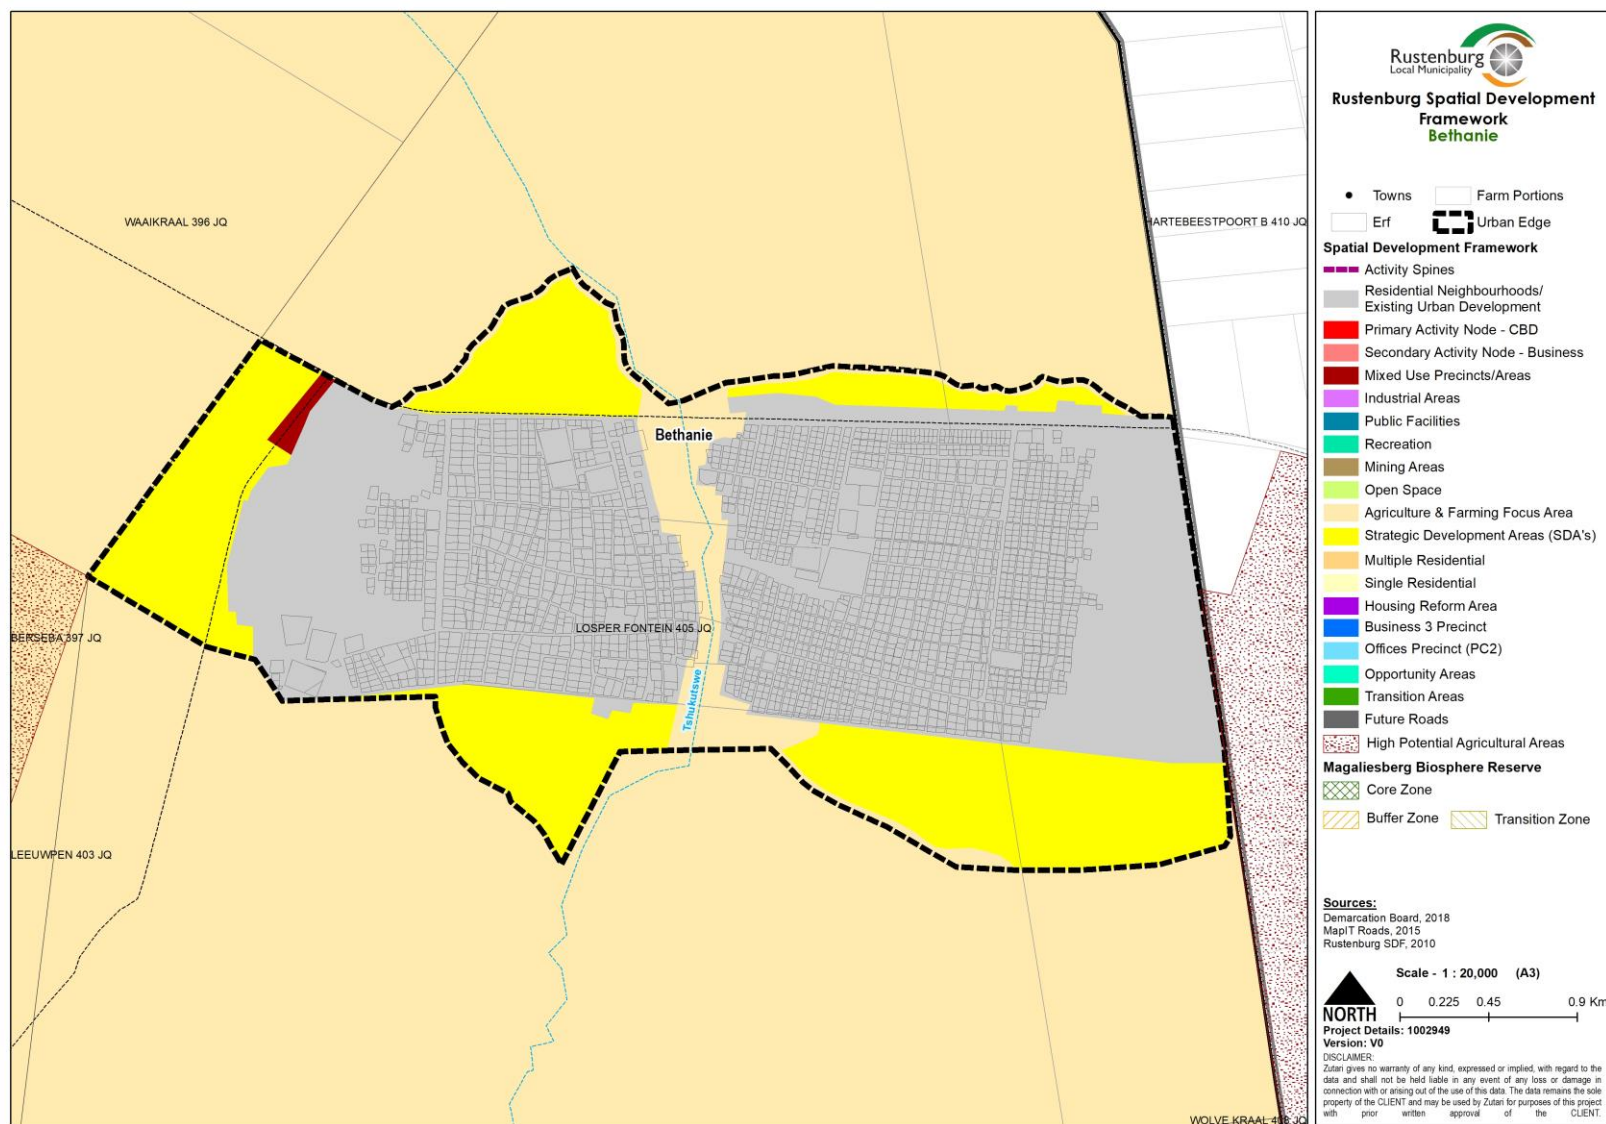 WAAIKRAAL 396 JQ
HARTEBEESTPOORT B 410 JQ
Bethanie
LOSPER FONTEIN 405 JQ
BERSEBA 397 JQ
Tshukutswe
LEEUWPEN 403 JQ
WOLVE KRAAL JQ
Rustenburg
Local Municipality
Rustenburg Spatial Development
Framework
Bethanie
Towns
Farm Portions
Erf
Urban Edge
Spatial Development Framework
Activity Spines
Residential Neighbourhoods/
Existing Urban Development
Primary Activity Node - CBD
Secondary Activity Node - Business
Mixed Use Precincts/Areas
Industrial Areas
Public Facilities
Recreation
Mining Areas
Open Space
Agriculture & Farming Focus Area
Strategic Development Areas (SDA's)
Multiple Residential
Single Residential
Housing Reform Area
Business 3 Precinct
Offices Precinct (PC2)
Opportunity Areas
Transition Areas
Future Roads
High Potential Agricultural Areas
Magaliesberg Biosphere Reserve
Core Zone
Buffer Zone
Transition Zone
Sources:
Demarcation Board, 2018
MapIT Roads, 2015
Rustenburg SDF, 2010
Scale - 1 : 20,000 (A3)
0 0.225 0.45 0.9 Km
NORTH
Project Details: 1002949
Version: V0
DISCLAIMER:
Zutari gives no warranty of any kind, expressed or implied, with regard to the
data and shall not be held liable in any event of any loss or damage in
connection with or arising out of the use of this data. The data remains the sole
property of the CLIENT and may be used by Zutari for purposes of this project
with prior written approval of the CLIENT.